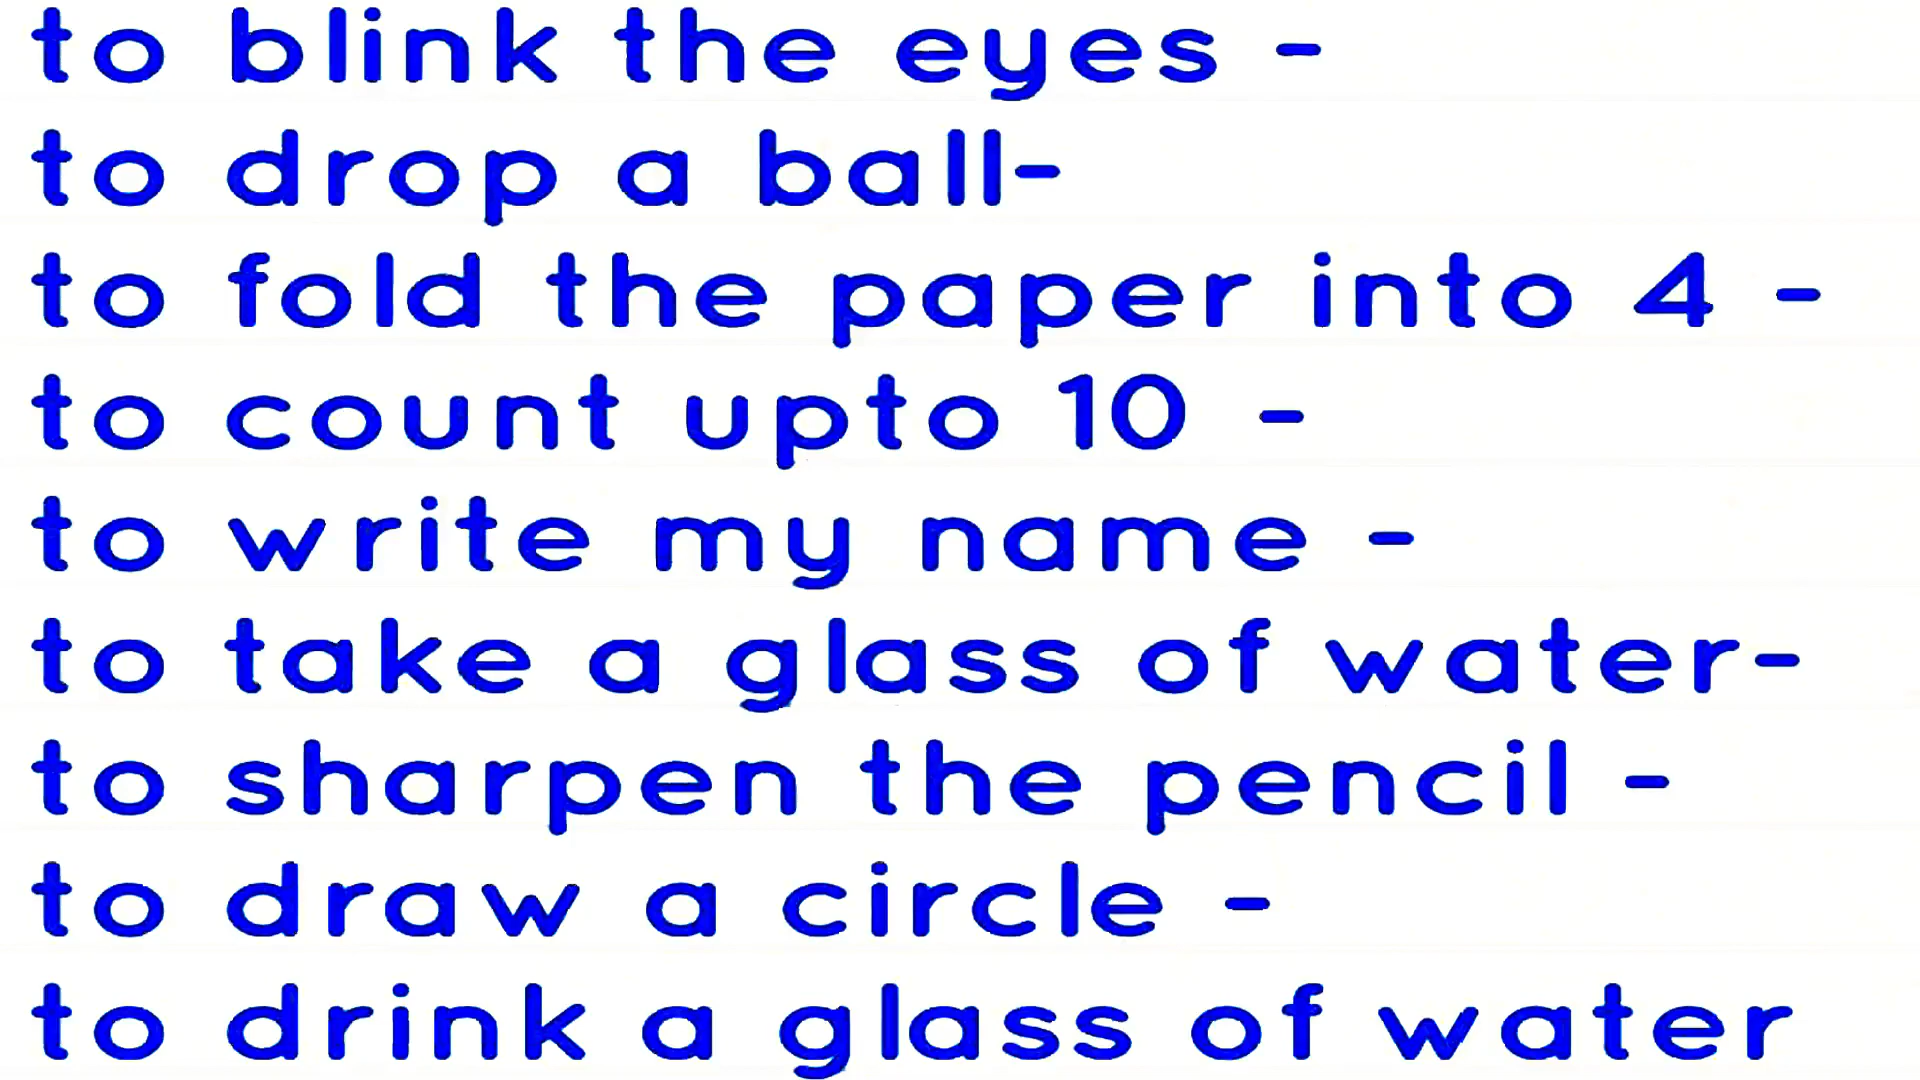 to blink the eyes -
to drop a ball-
to fold the paper into 4 -
to count upto 10 -
to write my name -
to take a glass of water-
to sharpen the pencil -
to draw a circle -
to drink a glass of water